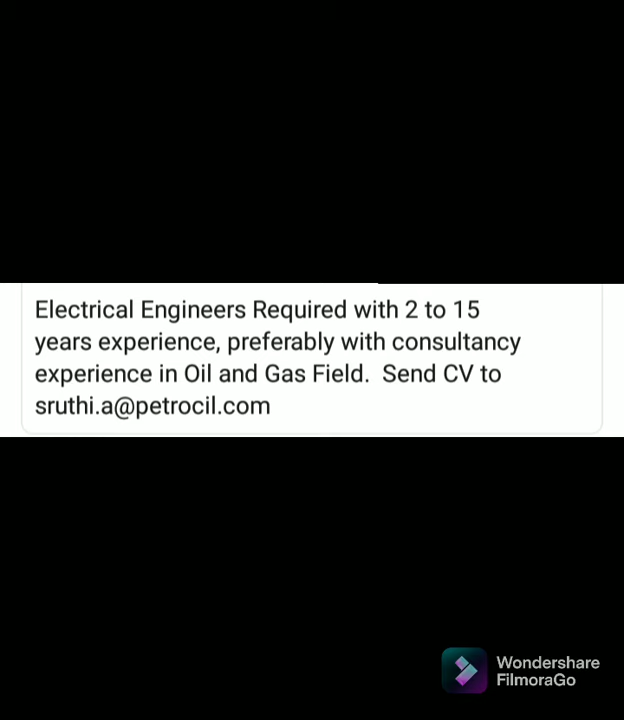 Electrical Engineers Required with 2 to 15
years experience, preferably with consultancy
experience in Oil and Gas Field. Send CV to
sruthi.a@petrocil.com
Wondershare
FilmoraGo